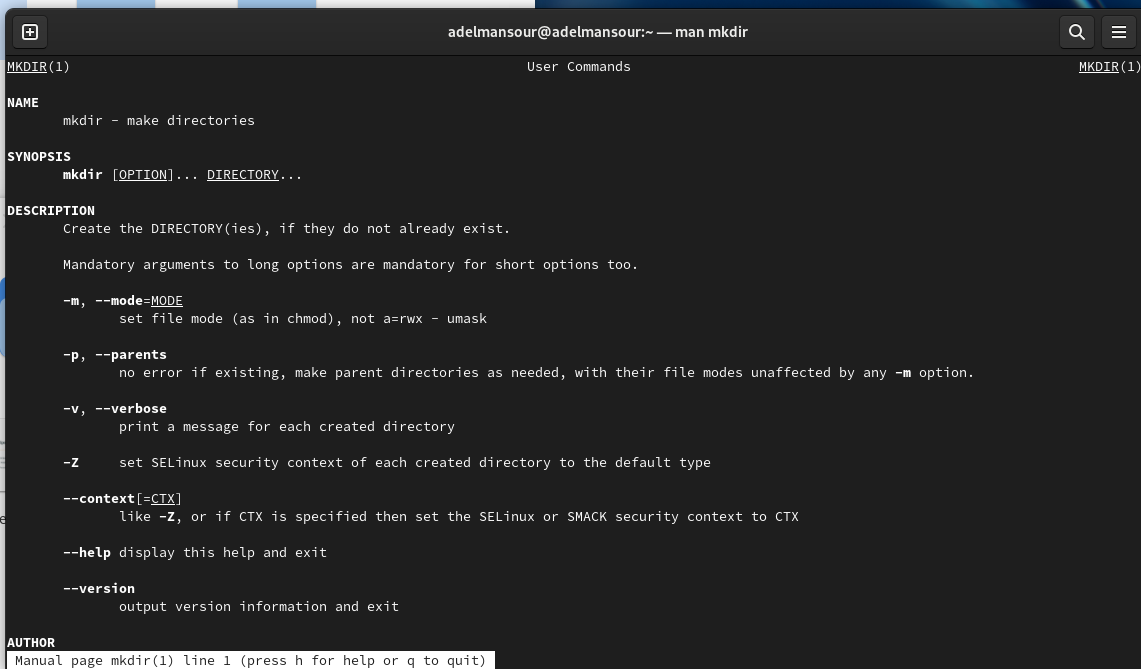 adelmansour@adelmansour:~ — man mkdir
MKDIR(1) User Commands MKDIR(1)
NAME
mkdir - make directories
SYNOPSIS
mkdir [OPTION]... DIRECTORY...
DESCRIPTION
Create the DIRECTORY(ies), if they do not already exist.
Mandatory arguments to long options are mandatory for short options too.
-m, --mode=MODE
set file mode (as in chmod), not a=rwx - umask
-p, --parents
no error if existing, make parent directories as needed, with their file modes unaffected by any -m option.
-v, --verbose
print a message for each created directory
-Z set SELinux security context of each created directory to the default type
--context[=CTX]
like -Z, or if CTX is specified then set the SELinux or SMACK security context to CTX
--help display this help and exit
--version
output version information and exit
AUTHOR
Manual page mkdir(1) line 1 (press h for help or q to quit)